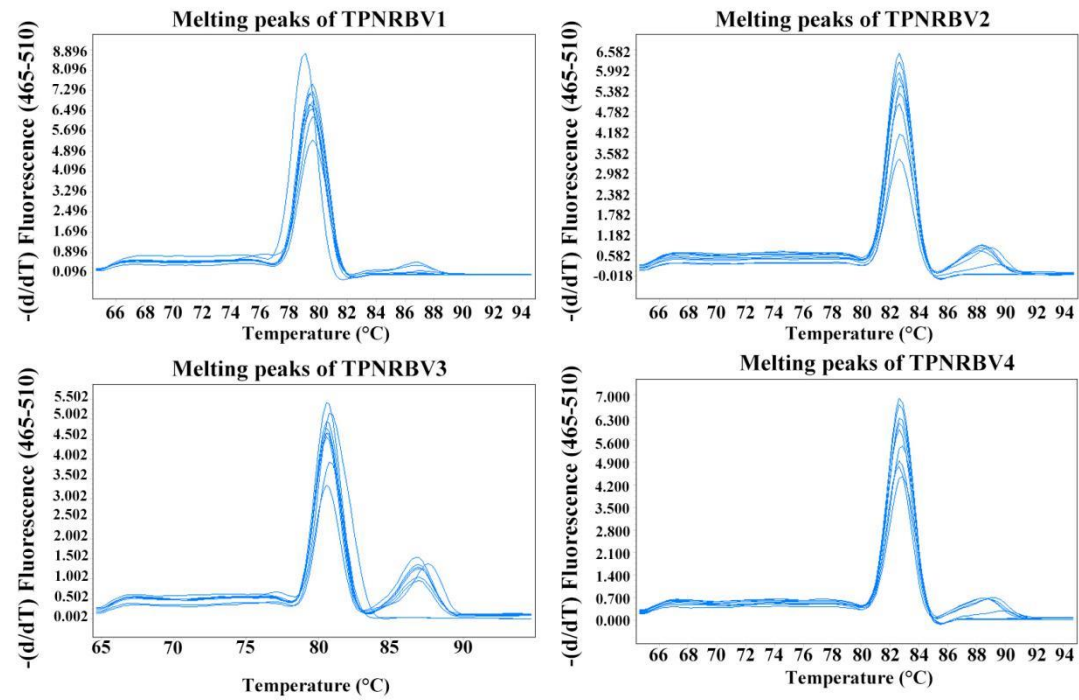 Melting peaks of TPNRBV1
-(d/dT) Fluorescence (465-510)
8.896
8.096
7.296
6.496
5.696
4.896
4.096
3.296
2.496
1.696
0.896
0.096
66 68 70 72 74 76 78 80 82 84 86 88 90 92 94
Temperature (°C)
Melting peaks of TPNRBV2
-(d/dT) Fluorescence (465-510)
6.582
5.992
5.382
4.782
4.182
3.582
2.982
2.382
1.782
1.182
0.582
-0.018
66 68 70 72 74 76 78 80 82 84 86 88 90 92 94
Temperature (°C)
Melting peaks of TPNRBV3
-(d/dT) Fluorescence (465-510)
5.502
5.002
4.502
4.002
3.502
3.002
2.502
2.002
1.502
1.002
0.502
0.002
65 70 75 80 85 90
Temperature (°C)
Melting peaks of TPNRBV4
-(d/dT) Fluorescence (465-510)
7.000
6.300
5.600
4.900
4.200
3.500
2.800
2.100
1.400
0.700
0.000
66 68 70 72 74 76 78 80 82 84 86 88 90 92 94
Temperature (°C)